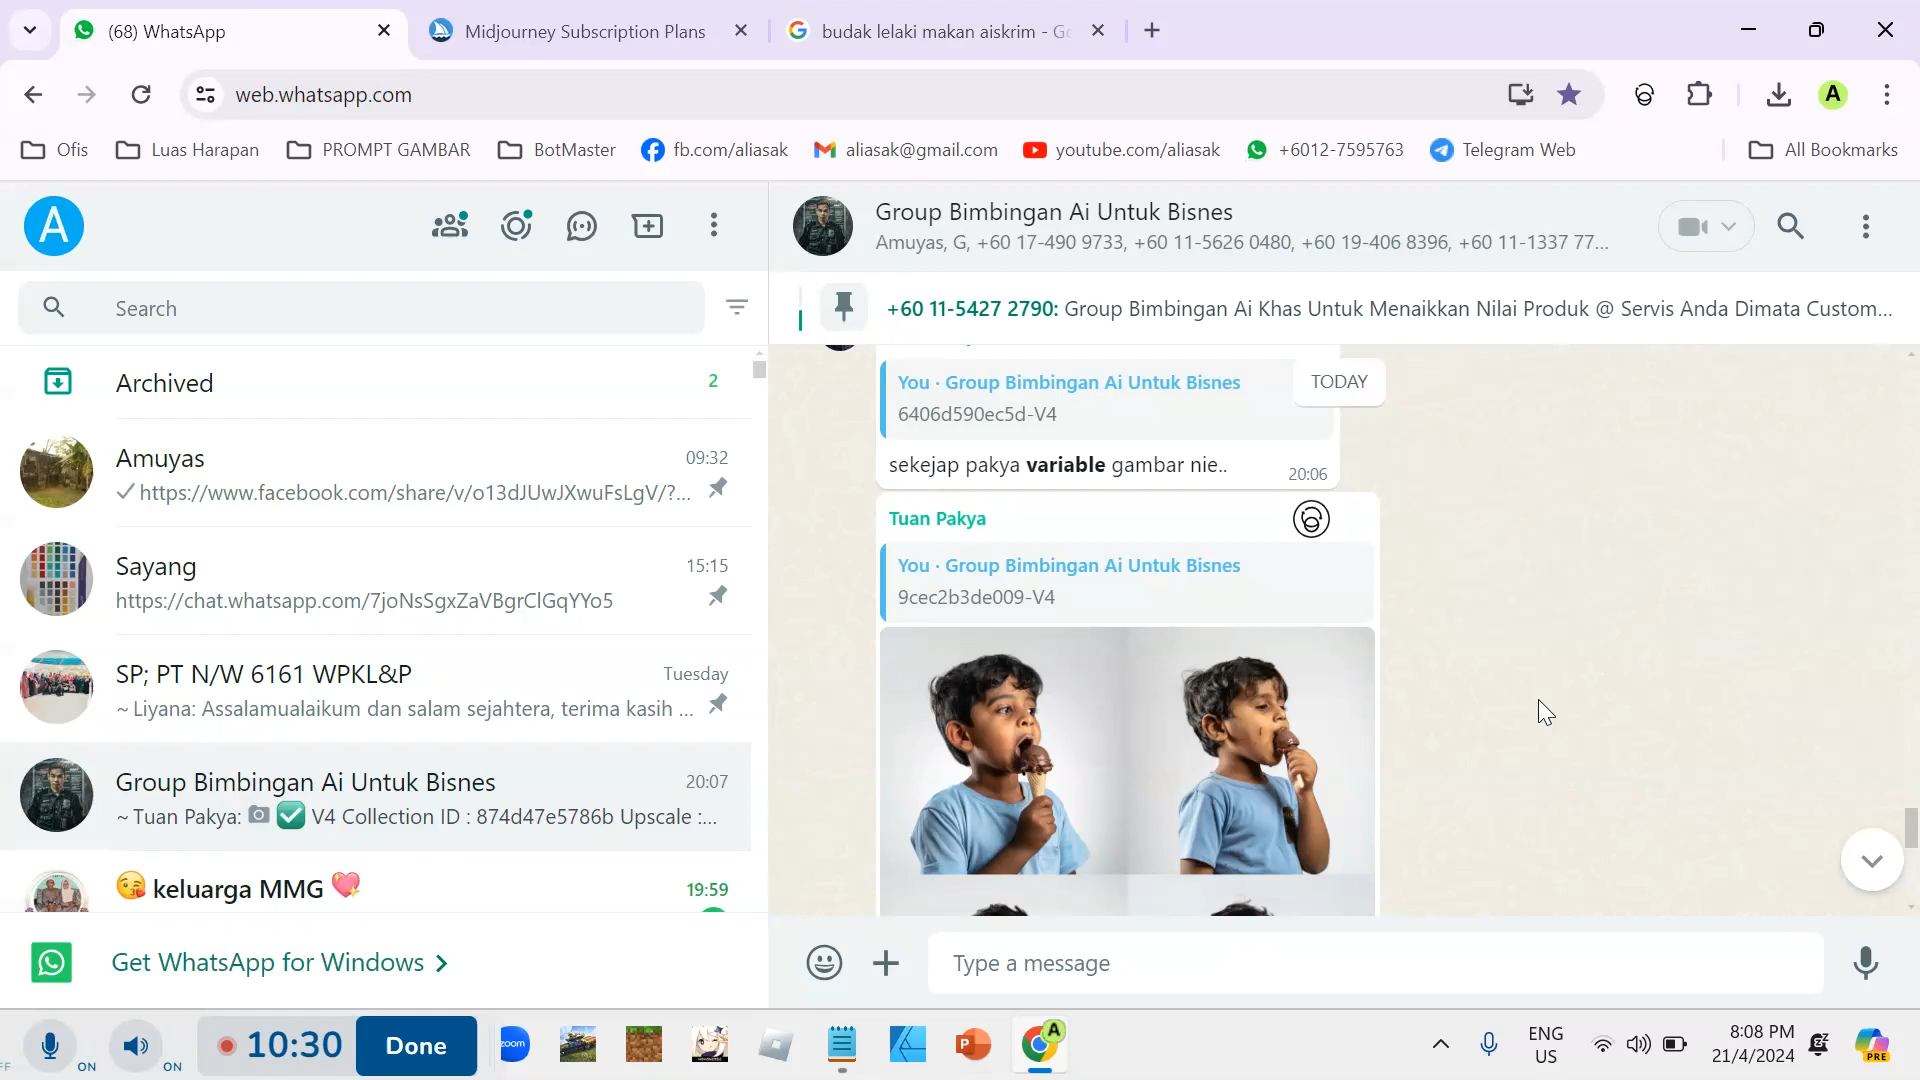 (68) WhatsApp
Midjourney Subscription Plans
budak lelaki makan aiskrim - Go
web.whatsapp.com
A
Ofis
Luas Harapan
PROMPT GAMBAR
BotMaster
fb.com/aliasak
aliasak@gmail.com
youtube.com/aliasak
+6012-7595763
Telegram Web
All Bookmarks
A
Group Bimbingan Ai Untuk Bisnes
Amuyas, G, +60 17-490 9733, +60 11-5626 0480, +60 19-406 8396, +60 11-1337 77...
Search
+60 11-5427 2790: Group Bimbingan Ai Khas Untuk Menaikkan Nilai Produk @ Servis Anda Dimata Custom...
Archived
2
Amuyas
09:32
https://www.facebook.com/share/v/o13dJUwJXwuFsLgV/?...
Sayang
15:15
https://chat.whatsapp.com/7joNsSgxZaVBgrClGqYYo5
SP; PT N/W 6161 WPKL&P
Tuesday
~ Liyana: Assalamualaikum dan salam sejahtera, terima kasih ...
Group Bimbingan Ai Untuk Bisnes
20:07
~ Tuan Pakya: 📷 ✅ V4 Collection ID : 874d47e5786b Upscale :...
😘 keluarga MMG 💖
19:59
Get WhatsApp for Windows
You · Group Bimbingan Ai Untuk Bisnes
6406d590ec5d-V4
TODAY
sekejap pakya variable gambar nie..
20:06
Tuan Pakya
You · Group Bimbingan Ai Untuk Bisnes
9cec2b3de009-V4
Type a message
ON
ON
10:30
Done
zoom
P
A
ENG
US
8:08 PM
21/4/2024
PRE